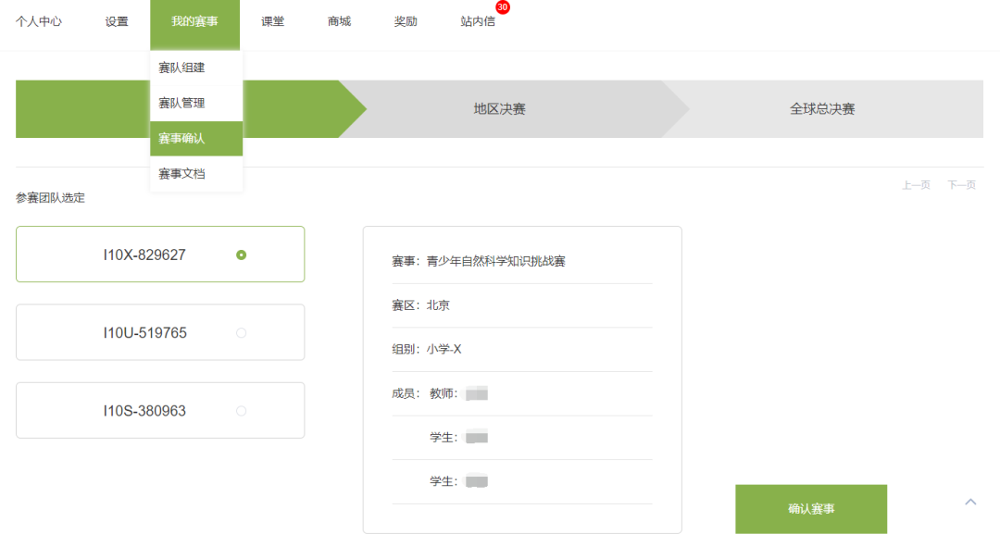 个人中心 设置 我的赛事 课堂 商城 奖励 站内信 30
赛队组建
赛队管理
赛事确认
赛事文档
地区决赛 全球总决赛
上一页 下一页
参赛团队选定
I10X-829627
I10U-519765
I10S-380963
赛事：青少年自然科学知识挑战赛
赛区：北京
组别：小学-X
成员： 教师：
学生：
学生：
确认赛事